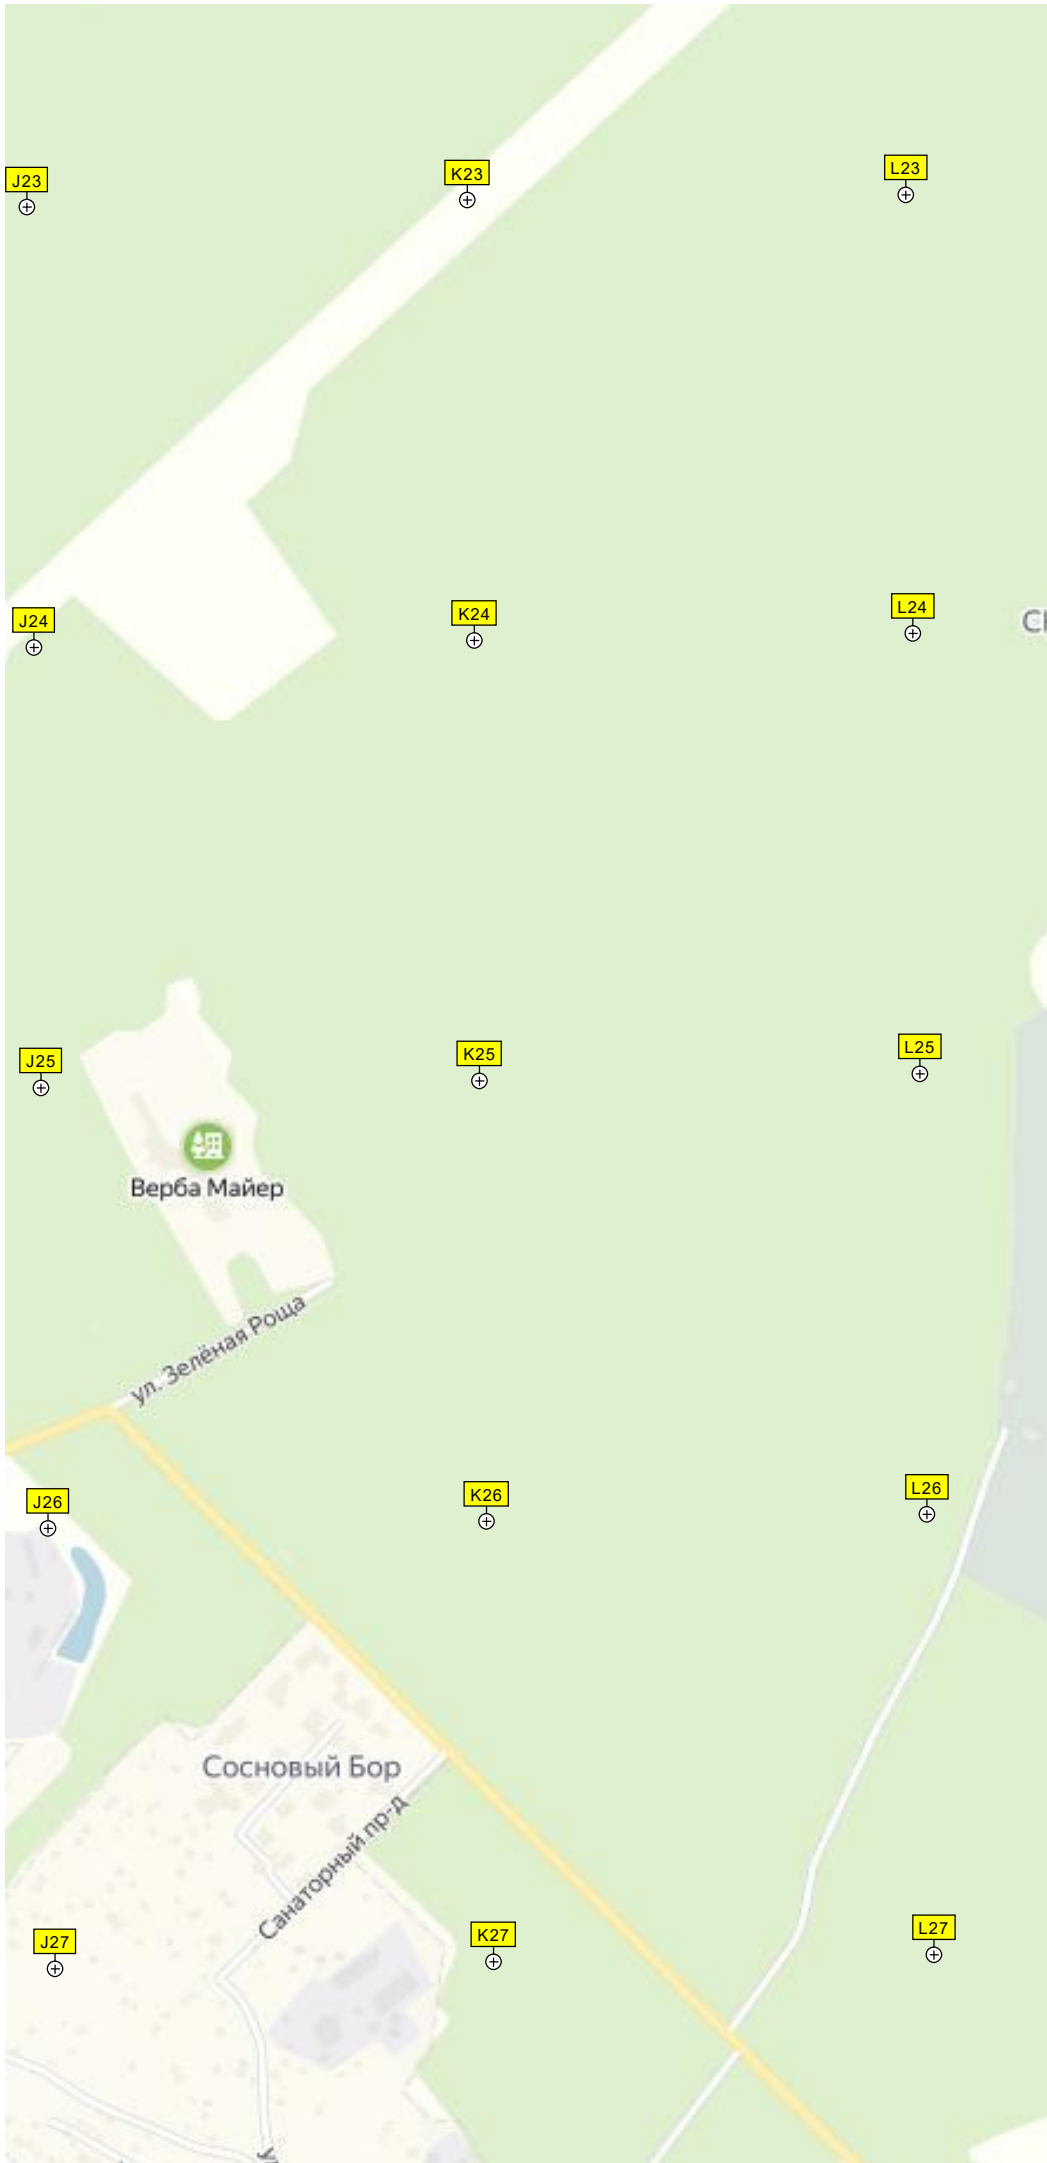 J23
K23
L23
J24
K24
L24
J25
K25
L25
Верба Майер
ул. Зелёная Роща
J26
K26
L26
Сосновый Бор
Санаторный пр-д
J27
K27
L27